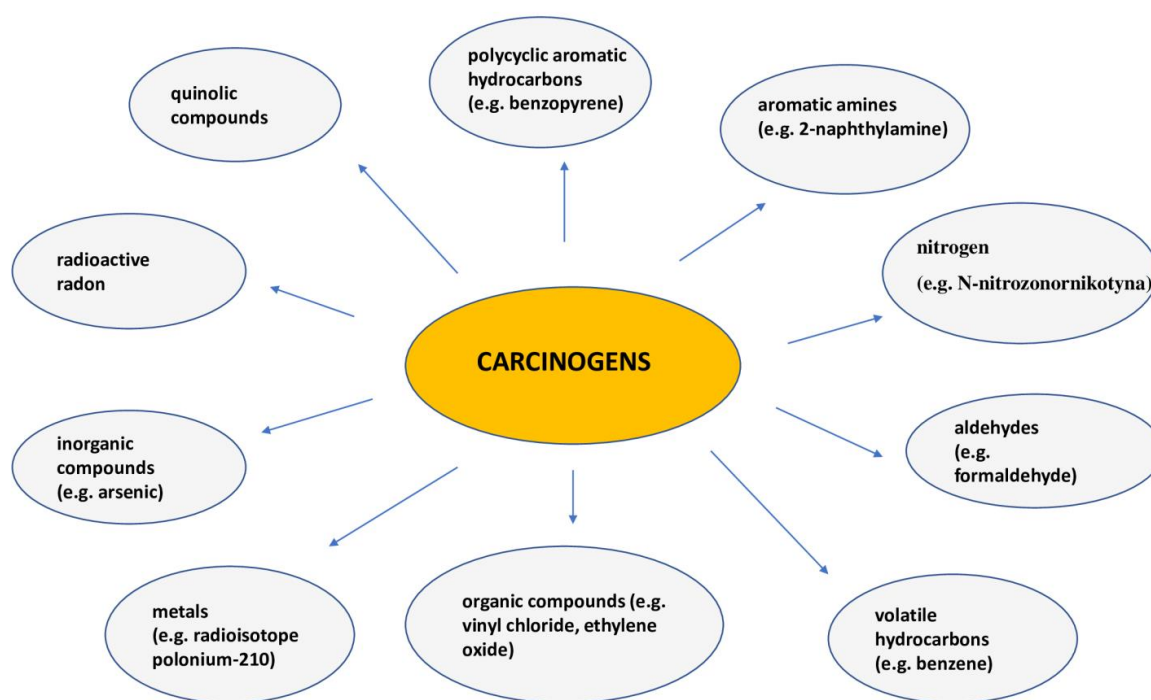 polycyclic aromatic
hydrocarbons
(e.g. benzopyrene)
quinolic
compounds
aromatic amines
(e.g. 2-naphthylamine)
radioactive
radon
nitrogen
(e.g. N-nitrozonornikotyna)
CARCINOGENS
inorganic
compounds
(e.g. arsenic)
aldehydes
(e.g.
formaldehyde)
metals
(e.g. radioisotope
polonium-210)
organic compounds (e.g.
vinyl chloride, ethylene
oxide)
volatile
hydrocarbons
(e.g. benzene)